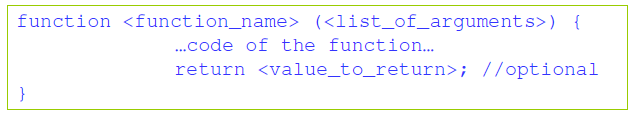 function <function_name> (<list_of_arguments>) {
…code of the function…
return <value_to_return>; //optional
}